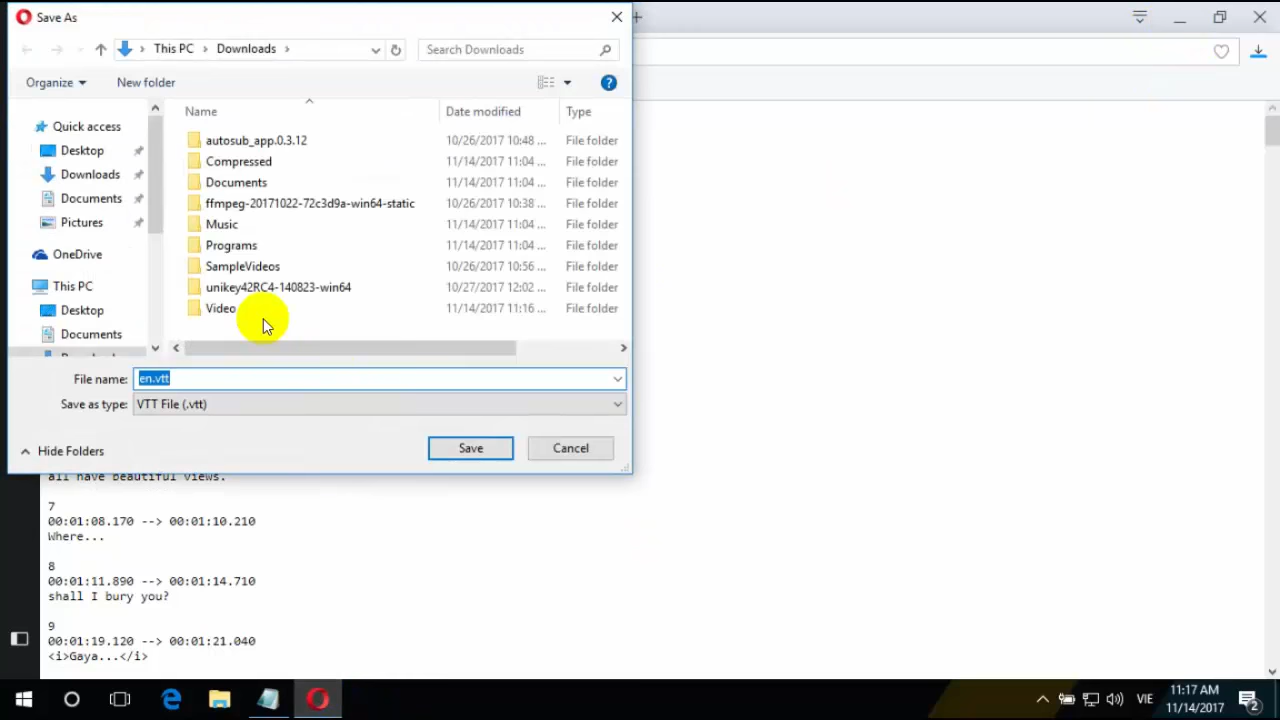 Save As
This PC
Downloads
Search Downloads
Organize
New folder
Name
Date modified
Type
Quick access
Desktop
Downloads
Documents
Pictures
OneDrive
This PC
Desktop
Documents
autosub_app.0.3.12 10/26/2017 10:48 ... File folder
Compressed 11/14/2017 11:04 ... File folder
Documents 11/14/2017 11:04 ... File folder
ffmpeg-20171022-72c3d9a-win64-static 10/26/2017 10:38 ... File folder
Music 11/14/2017 11:04 ... File folder
Programs 11/14/2017 11:04 ... File folder
SampleVideos 10/26/2017 10:56 ... File folder
unikey42RC4-140823-win64 10/27/2017 12:02 ... File folder
Video 11/14/2017 11:16 ... File folder
File name: en.vtt
Save as type: VTT File (.vtt)
Hide Folders
Save
Cancel
all have beautiful views.
7
00:01:08.170 --> 00:01:10.210
Where...
8
00:01:11.890 --> 00:01:14.710
shall I bury you?
9
00:01:19.120 --> 00:01:21.040
<i>Gaya...</i>
VIE
11:17 AM
11/14/2017
2